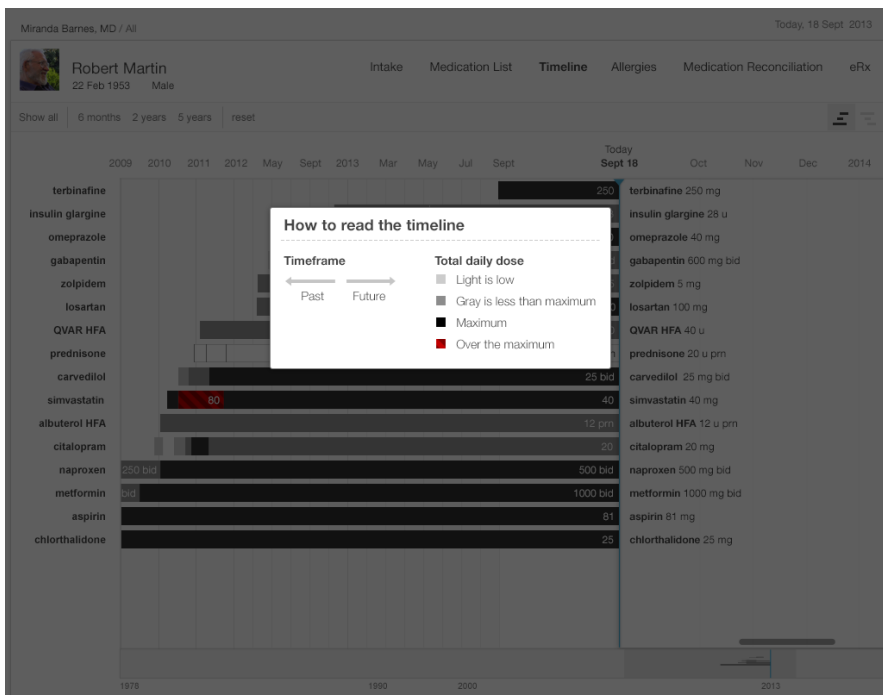 Miranda Barnes, MD / All
Today, 18 Sept 2013
Robert Martin
22 Feb 1953 Male
Intake Medication List Timeline Allergies Medication Reconciliation eRx
Show all 6 months 2 years 5 years reset
Today
2009 2010 2011 2012 May Sept 2013 Mar May Jul Sept Sept 18 Oct Nov Dec 2014
terbinafine 250 terbinafine 250 mg
insulin glargine insulin glargine 28 u
omeprazole omeprazole 40 mg
gabapentin gabapentin 600 mg bid
zolpidem zolpidem 5 mg
losartan losartan 100 mg
QVAR HFA QVAR HFA 40 u
prednisone prednisone 20 u prn
How to read the timeline
Timeframe
Past Future
Total daily dose
Light is low
Gray is less than maximum
Maximum
Over the maximum
carvedilol 25 bid carvedilol 25 mg bid
simvastatin 80 40 simvastatin 40 mg
albuterol HFA 12 prn albuterol HFA 12 u prn
citalopram 20 citalopram 20 mg
naproxen 250 bid 500 bid naproxen 500 mg bid
metformin bid 1000 bid metformin 1000 mg bid
aspirin 81 aspirin 81 mg
chlorthalidone 25 chlorthalidone 25 mg
1976 1990 2000 2013